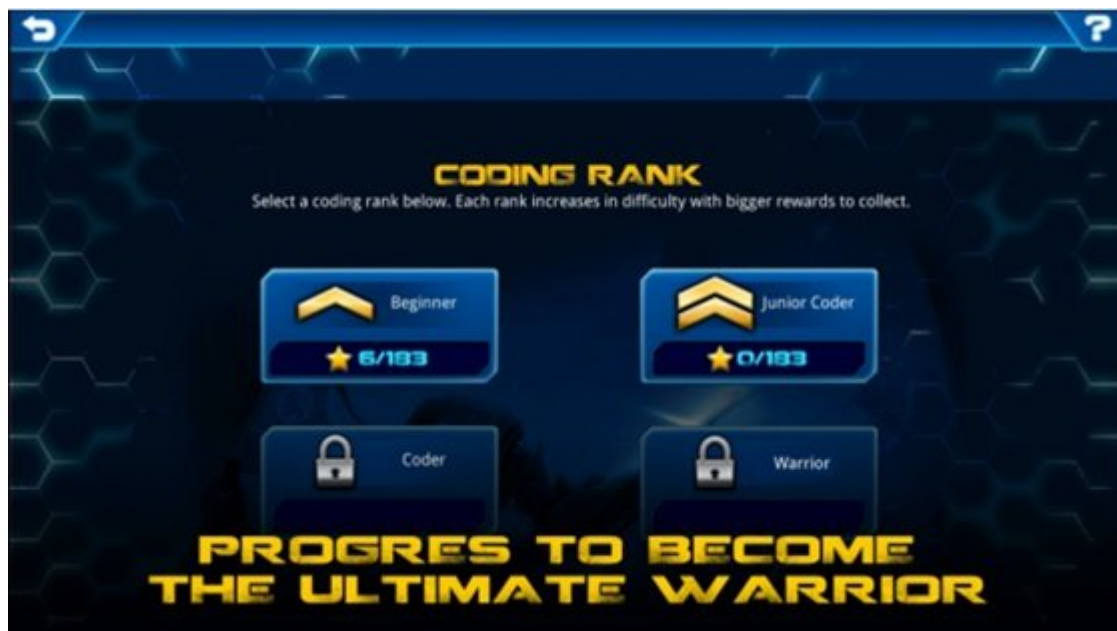 ?
CODING RANK
Select a coding rank below. Each rank increases in difficulty with bigger rewards to collect.
Beginner
6/183
Junior Coder
0/183
Coder
Warrior
PROGRES TO BECOME
THE ULTIMATE WARRIOR